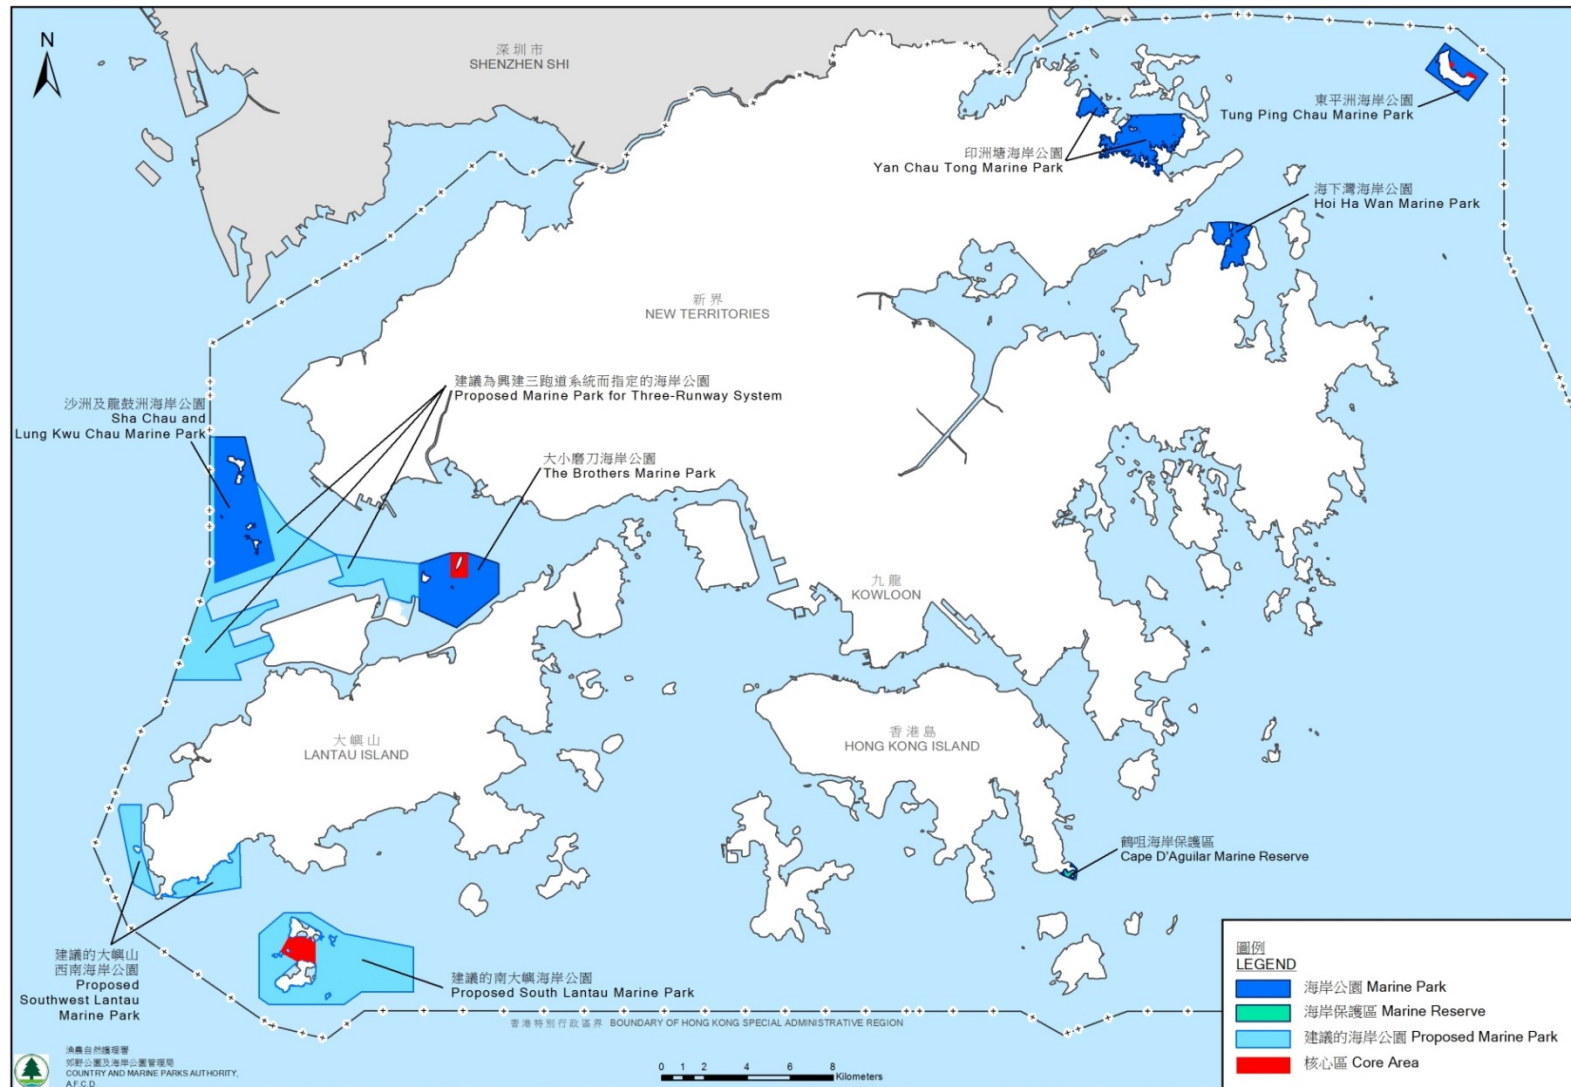 N
深圳市
SHENZHEN SHI
東平洲海岸公園
Tung Ping Chau Marine Park
印洲塘海岸公園
Yan Chau Tong Marine Park
海下灣海岸公園
Hoi Ha Wan Marine Park
新界
NEW TERRITORIES
建議為興建三跑道系統而指定的海岸公園
Proposed Marine Park for Three-Runway System
沙洲及龍鼓洲海岸公園
Sha Chau and
Lung Kwu Chau Marine Park
大小磨刀海岸公園
The Brothers Marine Park
九龍
KOWLOON
大嶼山
LANTAU ISLAND
香港島
HONG KONG ISLAND
鶴咀海岸保護區
Cape D'Aguilar Marine Reserve
建議的大嶼山
西南海岸公園
Proposed
Southwest Lantau
Marine Park
建議的南大嶼海岸公園
Proposed South Lantau Marine Park
香港特別行政區界 BOUNDARY OF HONG KONG SPECIAL ADMINISTRATIVE REGION
圖例
LEGEND
海岸公園 Marine Park
海岸保護區 Marine Reserve
建議的海岸公園 Proposed Marine Park
核心區 Core Area
漁農自然護理署
郊野公園及海岸公園管理局
COUNTRY AND MARINE PARKS AUTHORITY,
A.F.C.D.
0 1 2 4 6 8
Kilometers